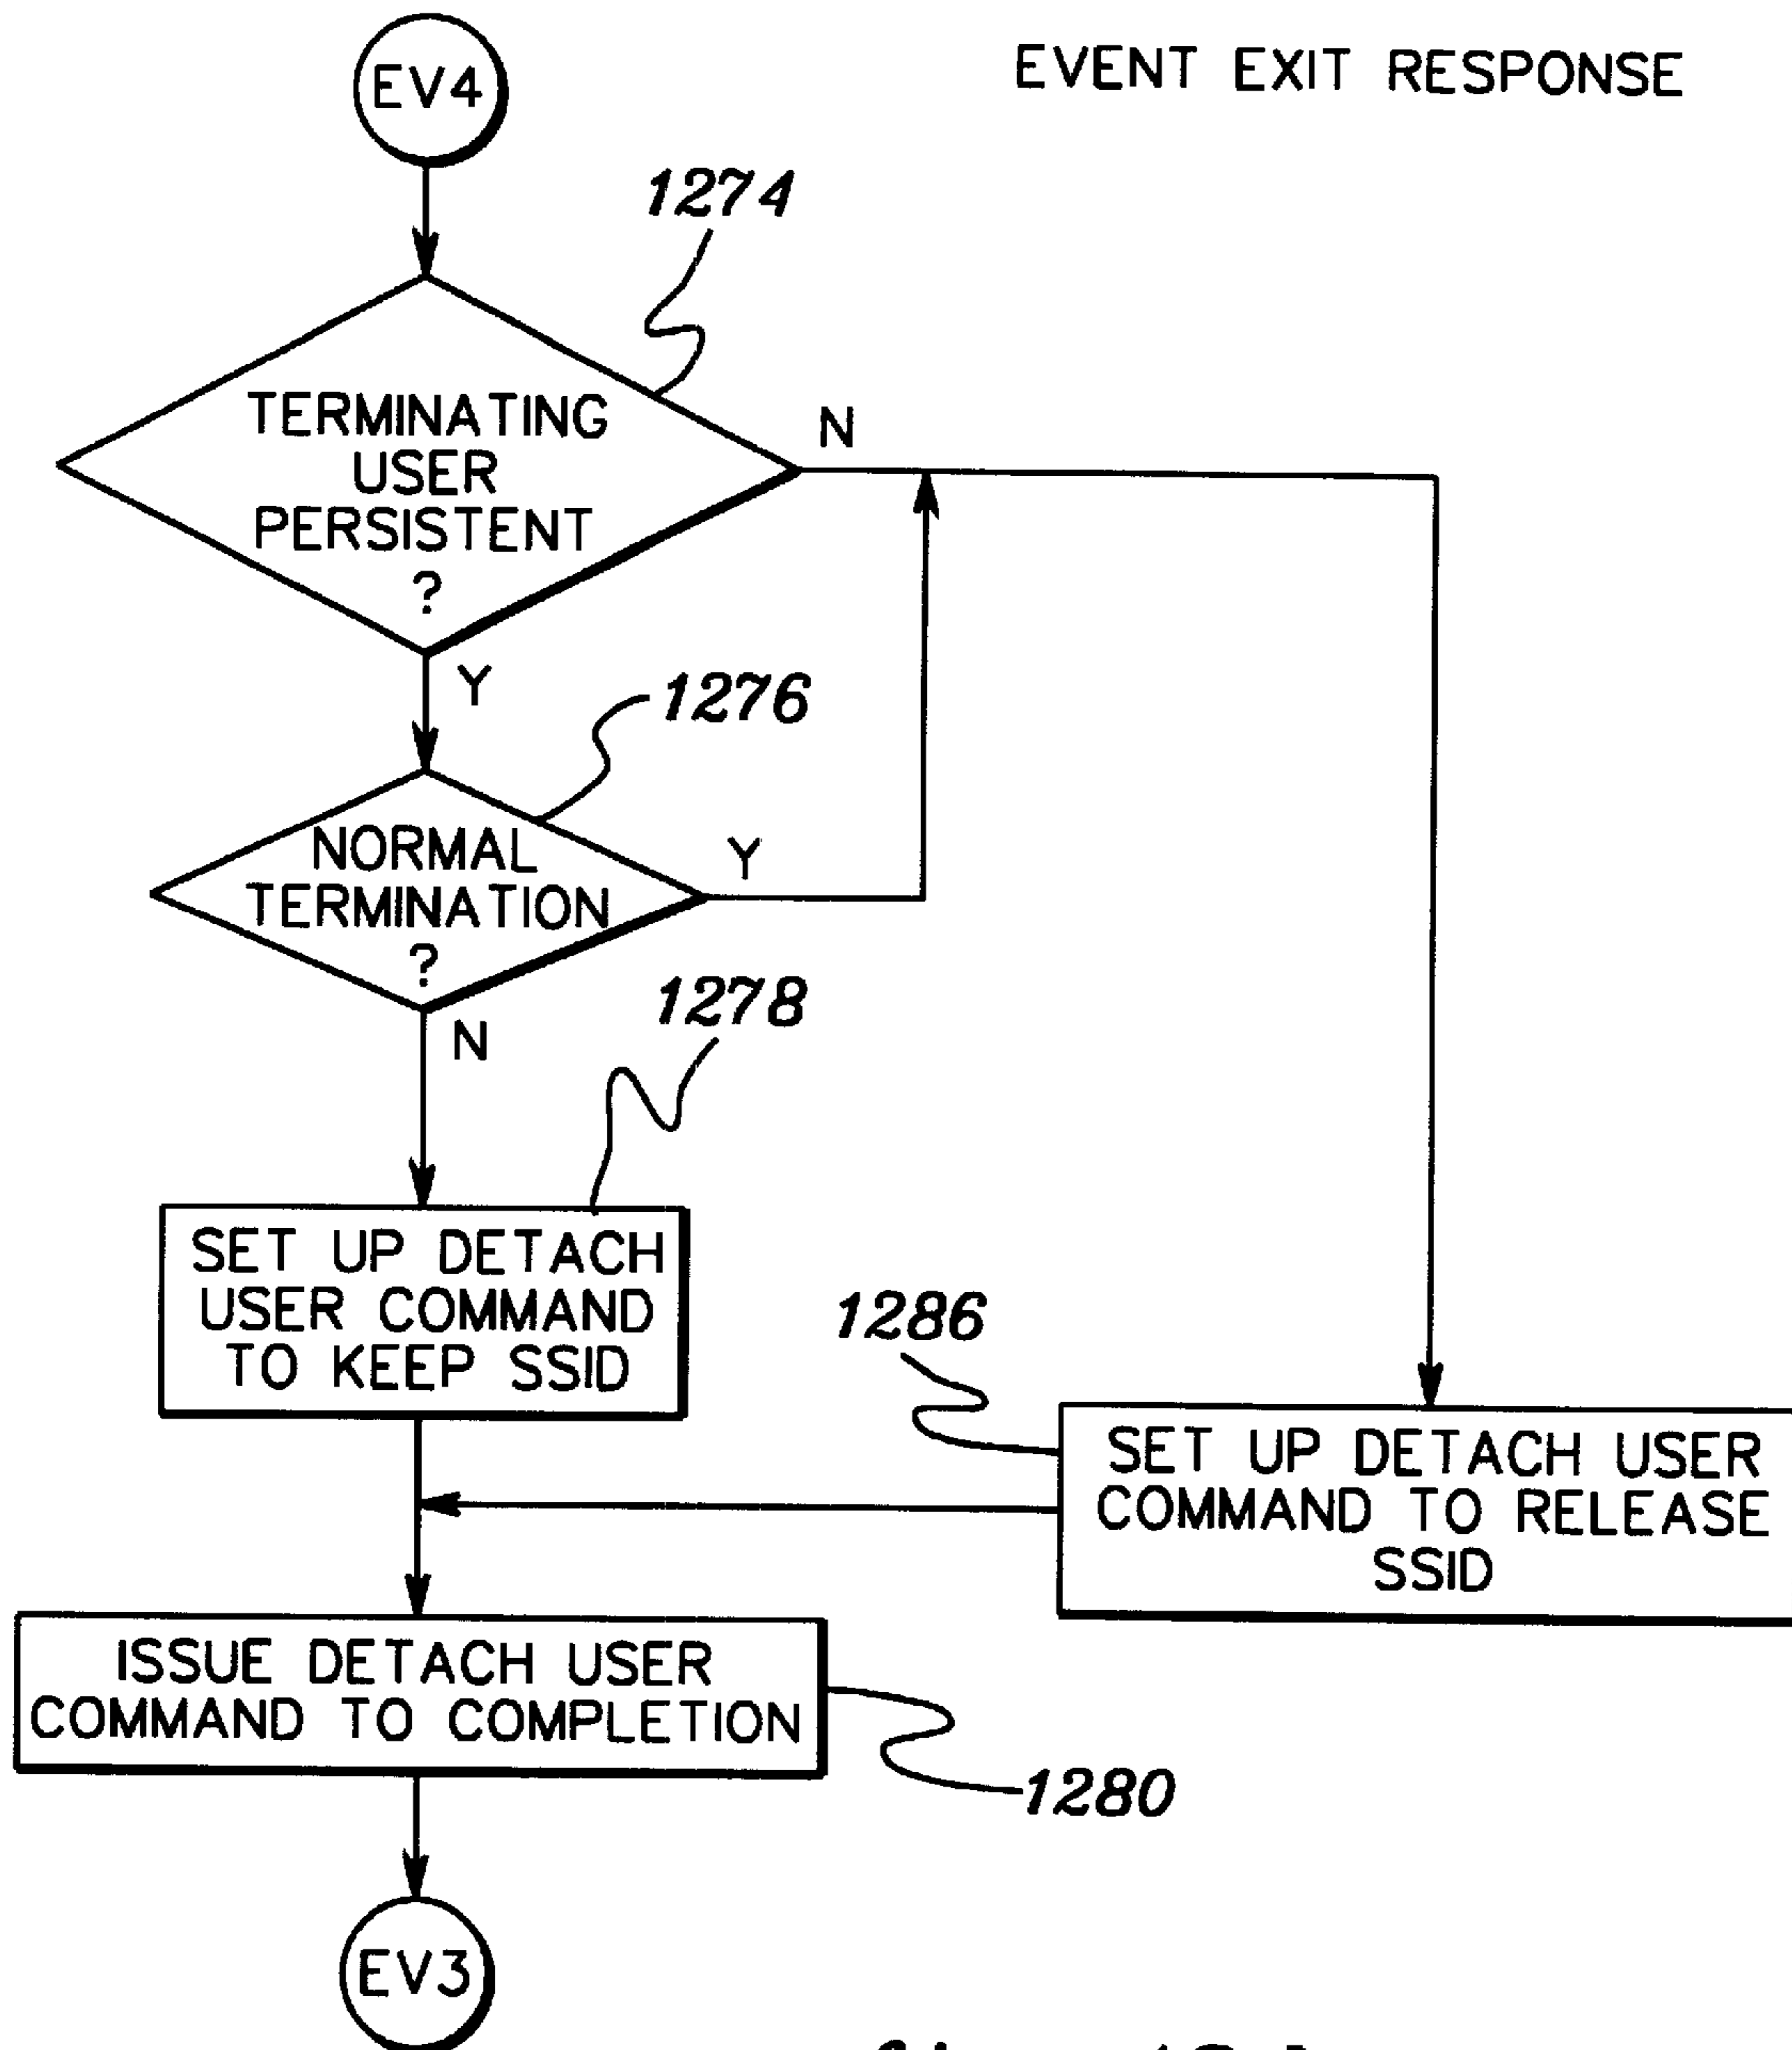 EV4
EVENT EXIT RESPONSE
1274
TERMINATING
USER
PERSISTENT
?
N
Y
1276
NORMAL
TERMINATION
?
Y
N
1278
SET UP DETACH
USER COMMAND
TO KEEP SSID
1286
SET UP DETACH USER
COMMAND TO RELEASE
SSID
ISSUE DETACH USER
COMMAND TO COMPLETION
1280
EV3